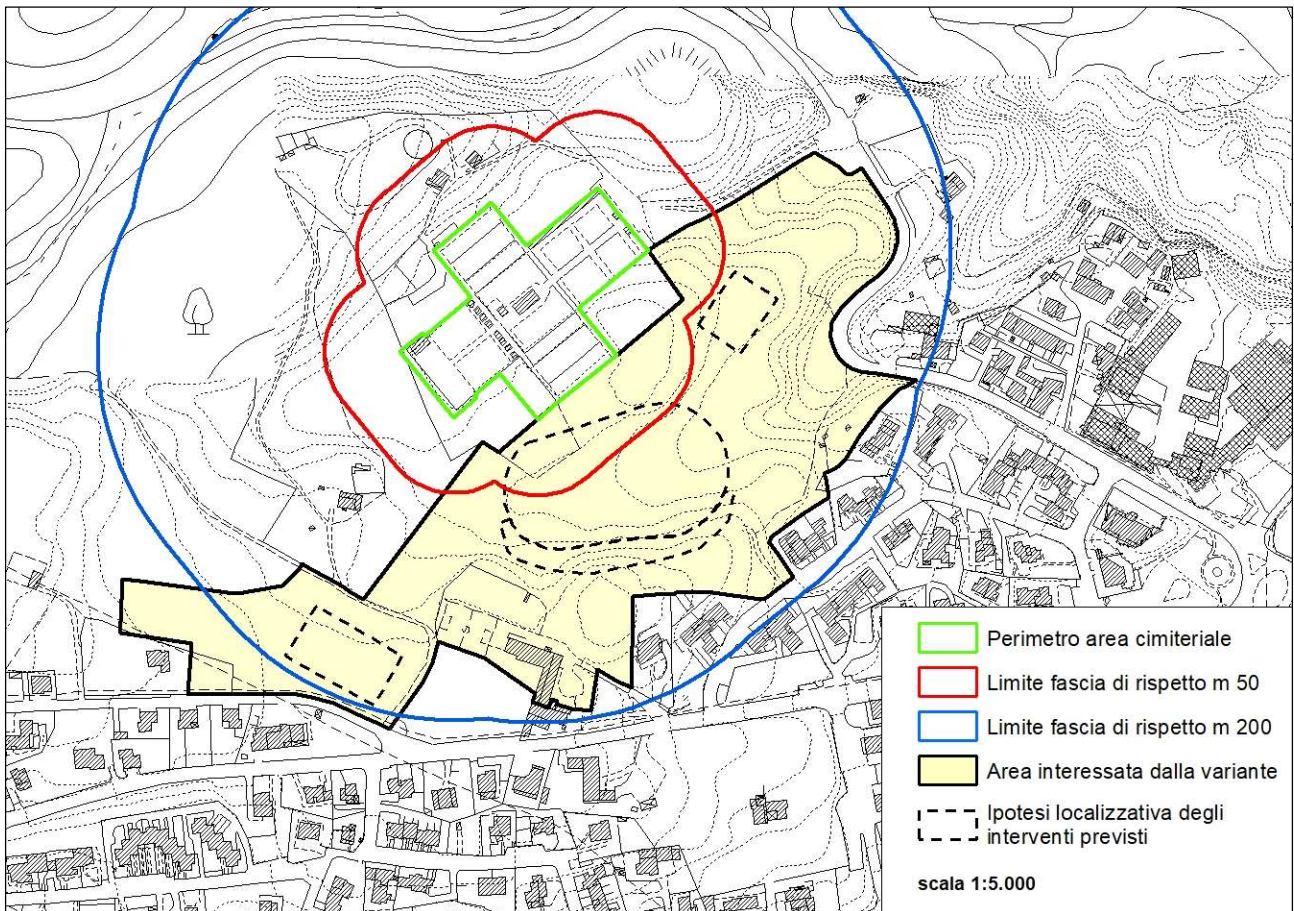 Perimetro area cimiteriale
Limite fascia di rispetto m 50
Limite fascia di rispetto m 200
Area interessata dalla variante
Ipotesi localizzativa degli
interventi previsti
scala 1:5.000